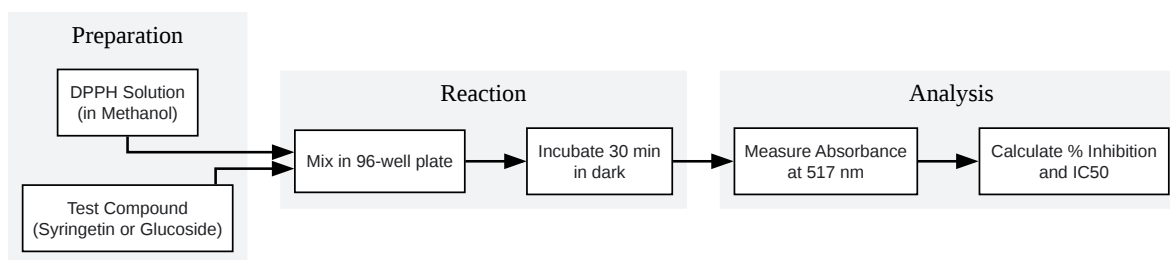 Preparation
DPPH Solution
(in Methanol)
Test Compound
(Syringetin or Glucoside)
Reaction
Mix in 96-well plate
Incubate 30 min
in dark
Analysis
Measure Absorbance
at 517 nm
Calculate % Inhibition
and IC50